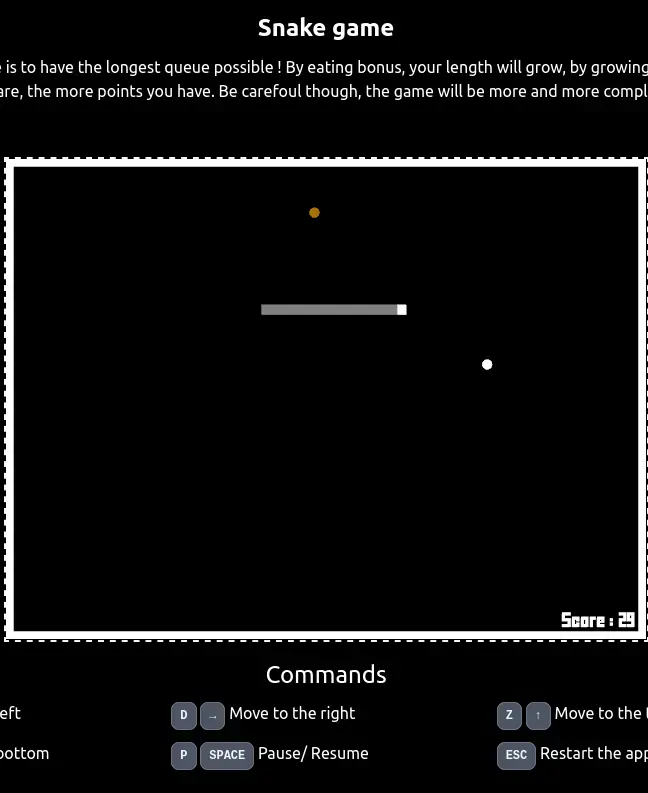 Snake game
is to have the longest queue possible ! By eating bonus, your length will grow, by growing
are, the more points you have. Be carefoul though, the game will be more and more compl
Score : 29
Commands
eft
D → Move to the right
Z ↑ Move to the
bottom
P SPACE Pause/ Resume
ESC Restart the app